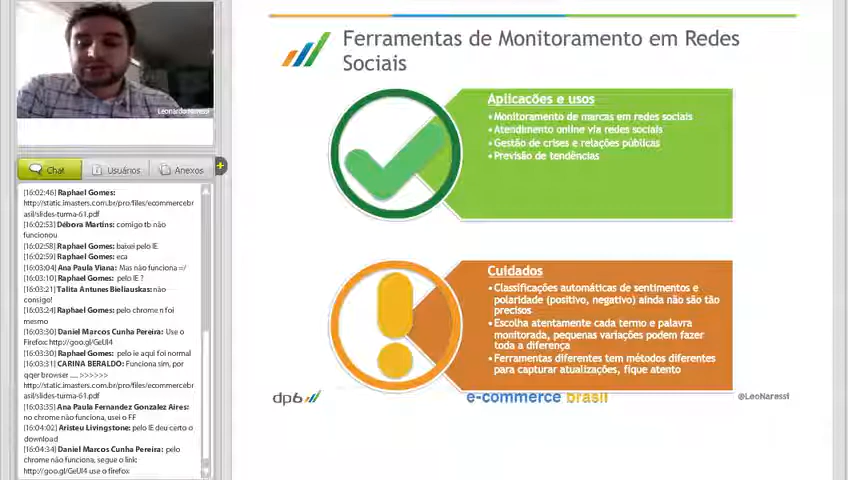 Leonardo Naressi
Chat
Usuários
Anexos
[16:02:46] Raphael Gomes:
http://static.imasters.com.br/pro/files/ecommercebr
asil/slides-turma-61.pdf
[16:02:53] Débora Martins: comigo tb não
funcionou
[16:02:58] Raphael Gomes: baixei pelo IE
[16:02:59] Raphael Gomes: eca
[16:03:04] Ana Paula Viana: Mas não funciona =/
[16:03:10] Raphael Gomes: pelo IE ?
[16:03:21] Talita Antunes Bieliauskas: não
consigo!
[16:03:24] Raphael Gomes: pelo chrome n foi
mesmo
[16:03:30] Daniel Marcos Cunha Pereira: Use o
Firefox: http://goo.gl/GeUI4
[16:03:30] Raphael Gomes: pelo ie aqui foi normal
[16:03:31] CARINA BERALDO: Funciona sim, por
qqer browser .... >>>>>>
http://static.imasters.com.br/pro/files/ecommercebr
asil/slides-turma-61.pdf
[16:03:35] Ana Paula Fernandez Gonzalez Aires:
no chrome não funciona, usei o FF
[16:04:02] Aristeu Livingstone: pelo IE deu certo o
download
[16:04:34] Daniel Marcos Cunha Pereira: pelo
chrome não funciona, segue o link:
http://goo.gl/GeUI4 use o firefox
Ferramentas de Monitoramento em Redes
Sociais
Aplicações e usos
• Monitoramento de marcas em redes sociais
• Atendimento online via redes sociais
• Gestão de crises e relações públicas
• Previsão de tendências
Cuidados
• Classificações automáticas de sentimentos e
polaridade (positivo, negativo) ainda não são tão
precisos
• Escolha atentamente cada termo e palavra
monitorada, pequenas variações podem fazer
toda a diferença
• Ferramentas diferentes tem métodos diferentes
para capturar atualizações, fique atento
dp6
e-commerce brasil
@LeoNaressi